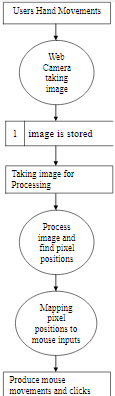 Users Hand Movements
Web
Camera
taking
image
1 image is stored
Taking image for
Processing
Process
image and
find pixel
positions
Mapping
pixel
positions to
mouse inputs
Produce mouse
movements and clicks